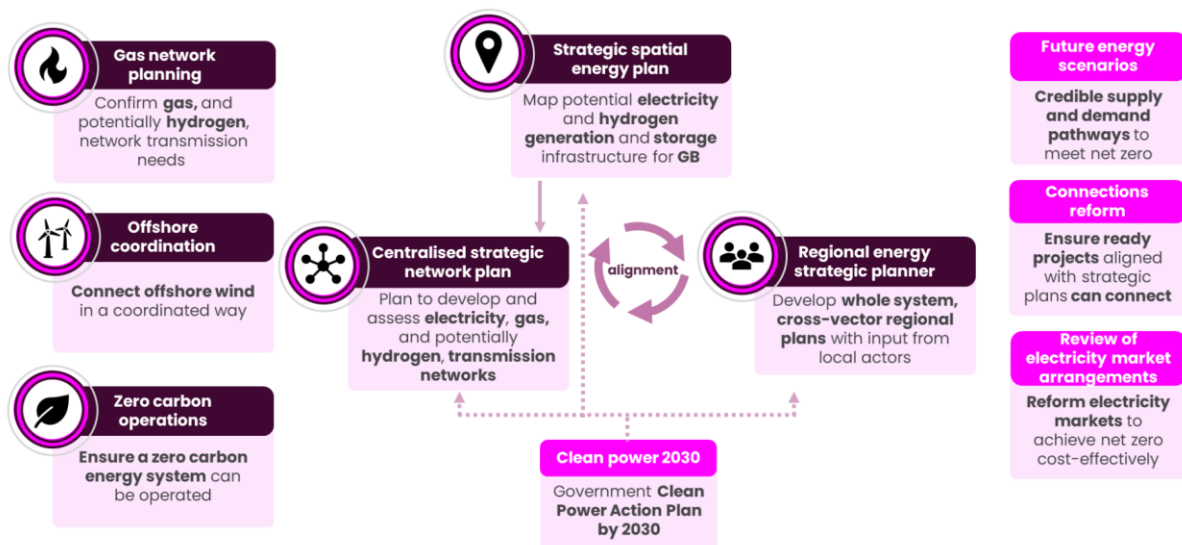 Gas network
planning
Confirm gas, and
potentially hydrogen,
network transmission
needs
Offshore
coordination
Connect offshore wind
in a coordinated way
Zero carbon
operations
Ensure a zero carbon
energy system can
be operated
Strategic spatial
energy plan
Map potential electricity
and hydrogen
generation and storage
infrastructure for GB
Centralised strategic
network plan
Plan to develop and
assess electricity, gas,
and potentially
hydrogen, transmission
networks
alignment
Regional energy
strategic planner
Develop whole system,
cross-vector regional
plans with input from
local actors
Clean power 2030
Government Clean
Power Action Plan
by 2030
Future energy
scenarios
Credible supply
and demand
pathways to
meet net zero
Connections
reform
Ensure ready
projects aligned
with strategic
plans can connect
Review of
electricity market
arrangements
Reform electricity
markets to
achieve net zero
cost-effectively